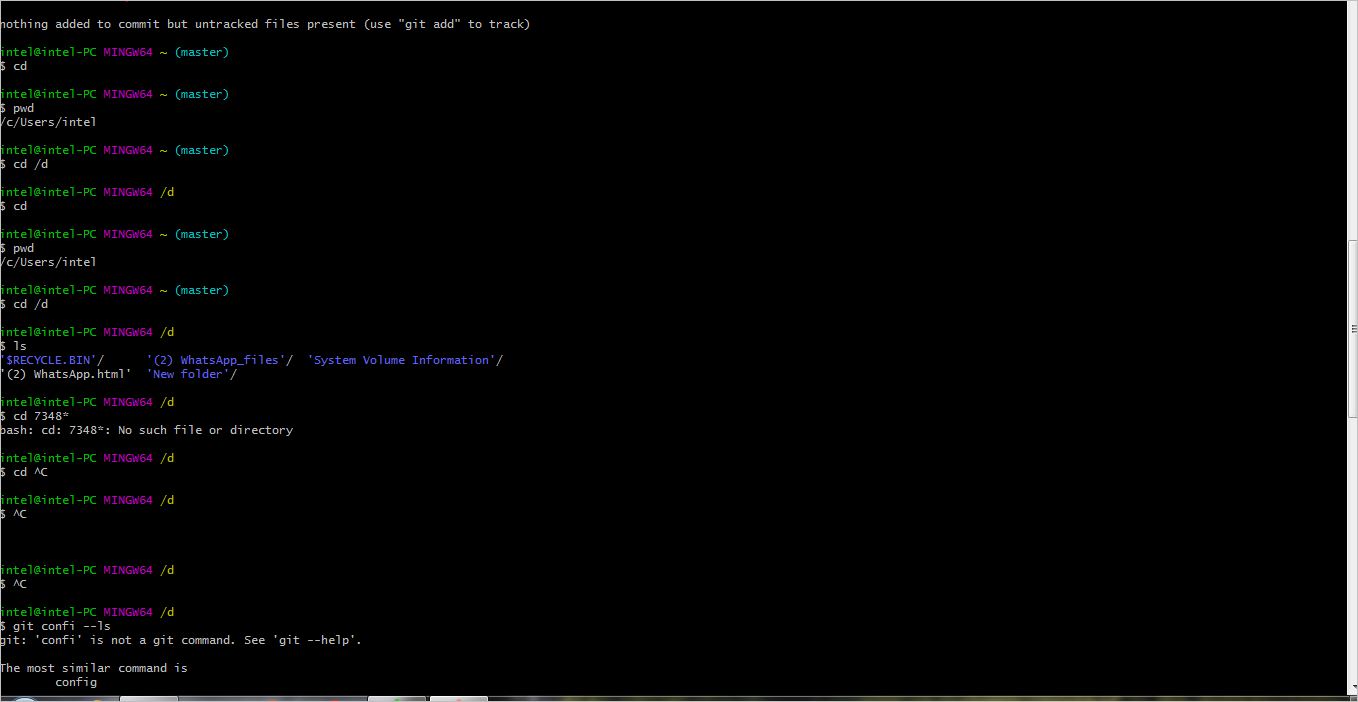 nothing added to commit but untracked files present (use "git add" to track)
intel@intel-PC MINGW64 ~ (master)
$ cd
intel@intel-PC MINGW64 ~ (master)
$ pwd
/c/Users/intel
intel@intel-PC MINGW64 ~ (master)
$ cd /d
intel@intel-PC MINGW64 /d
$ cd
intel@intel-PC MINGW64 ~ (master)
$ pwd
/c/Users/intel
intel@intel-PC MINGW64 ~ (master)
$ cd /d
intel@intel-PC MINGW64 /d
$ ls
'$RECYCLE.BIN'/      '(2) WhatsApp_files'/  'System Volume Information'/
'(2) WhatsApp.html'  'New folder'/
intel@intel-PC MINGW64 /d
$ cd 7348*
bash: cd: 7348*: No such file or directory
intel@intel-PC MINGW64 /d
$ cd ^C
intel@intel-PC MINGW64 /d
$ ^C
intel@intel-PC MINGW64 /d
$ ^C
intel@intel-PC MINGW64 /d
$ git confi --ls
git: 'confi' is not a git command. See 'git --help'.
The most similar command is
        config